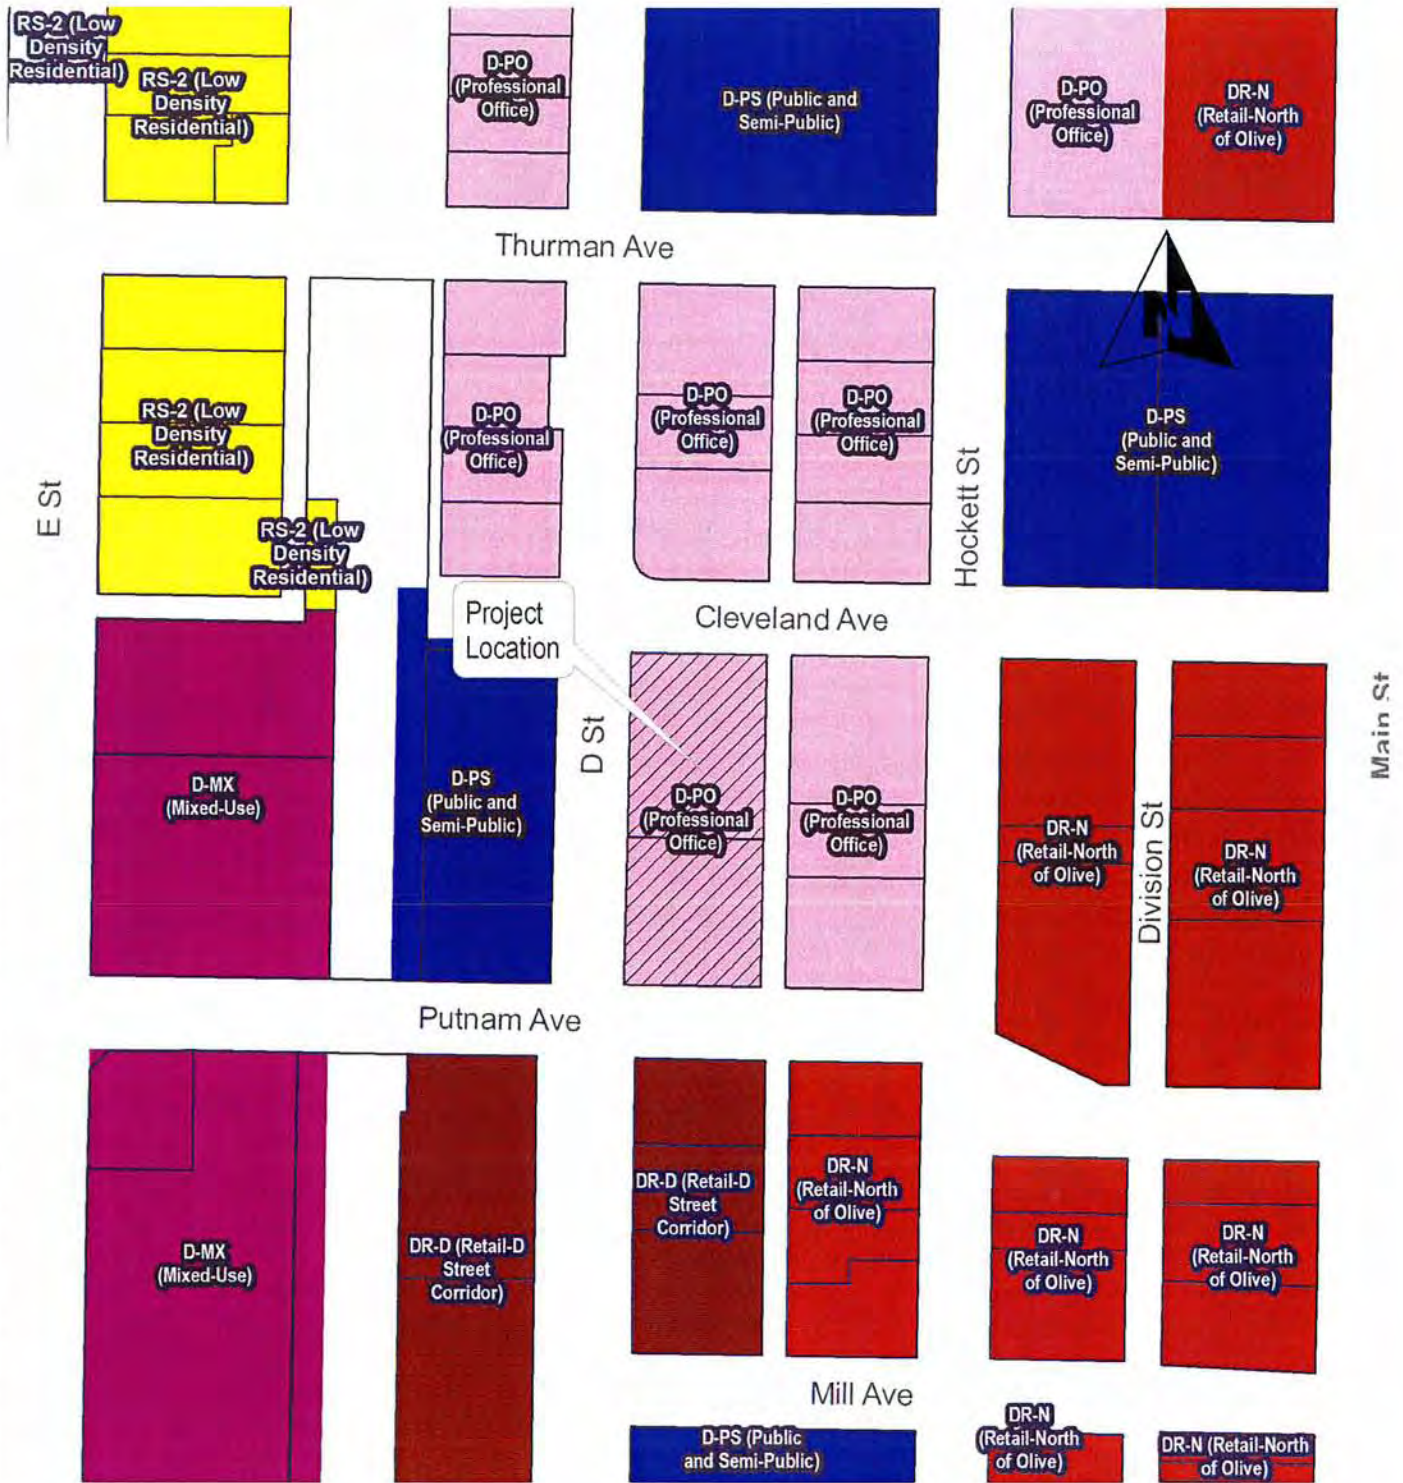 RS-2 (Low
Density
Residential)
RS-2 (Low
Density
Residential)
D-PO
(Professional
Office)
D-PS (Public and
Semi-Public)
D-PO
(Professional
Office)
DR-N
(Retail-North
of Olive)
Thurman Ave
N
RS-2 (Low
Density
Residential)
D-PO
(Professional
Office)
D-PO
(Professional
Office)
D-PO
(Professional
Office)
D-PS
(Public and
Semi-Public)
E St
Hockett St
RS-2 (Low
Density
Residential)
Project
Location
Cleveland Ave
D St
Main St
D-MX
(Mixed-Use)
D-PS
(Public and
Semi-Public)
D-PO
(Professional
Office)
D-PO
(Professional
Office)
DR-N
(Retail-North
of Olive)
Division St
DR-N
(Retail-North
of Olive)
Putnam Ave
D-MX
(Mixed-Use)
DR-D (Retail-D
Street
Corridor)
DR-D (Retail-D
Street
Corridor)
DR-N
(Retail-North
of Olive)
DR-N
(Retail-North
of Olive)
DR-N
(Retail-North
of Olive)
Mill Ave
D-PS (Public
and Semi-Public)
DR-N
(Retail-North
of Olive)
DR-N (Retail-North
of Olive)